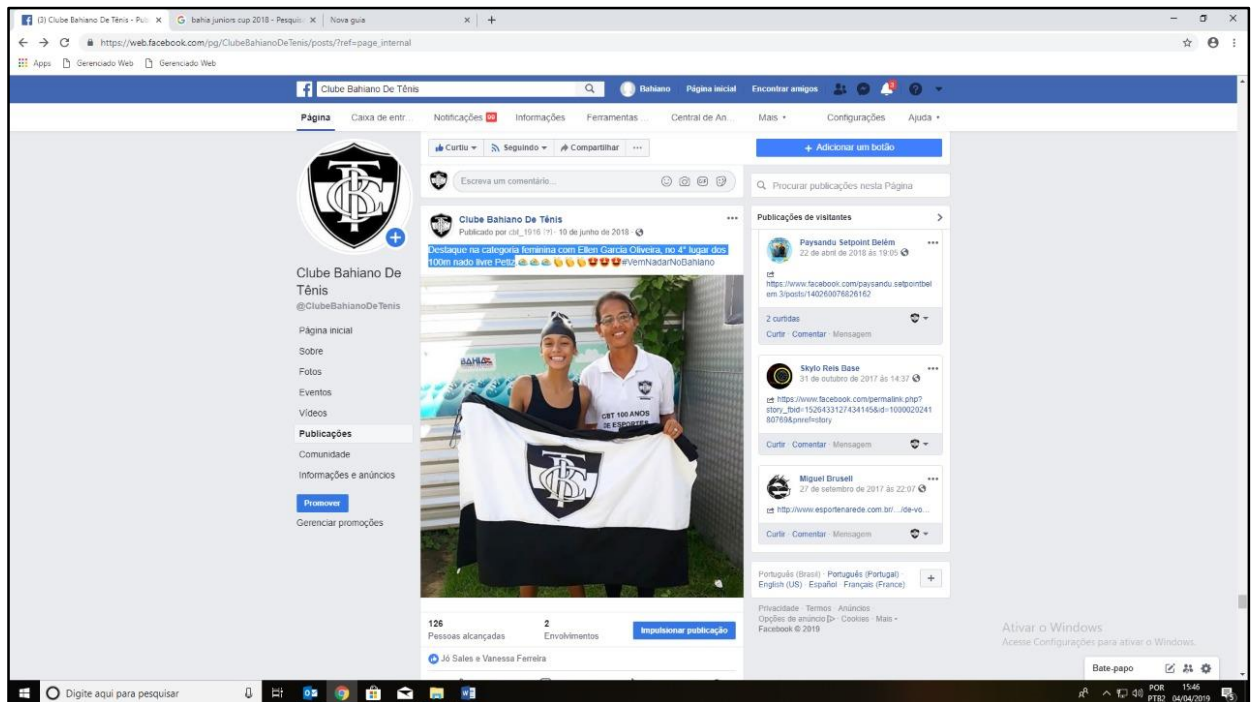 (3) Clube Bahiano De Tênis - Pub
bahia juniors cup 2018 - Pesquis
Nova guia
https://web.facebook.com/pg/ClubeBahianoDeTenis/posts/?ref=page_internal
Apps
Gerenciado Web
Gerenciado Web
Clube Bahiano De Tênis
Bahiano
Página inicial
Encontrar amigos
Página
Caixa de entr...
Notificações
Informações
Ferramentas ...
Central de An...
Mais
Configurações
Ajuda
Curtiu
Seguindo
Compartilhar
+ Adicionar um botão
Escreva um comentário...
Clube Bahiano De Tênis
Publicado por cbt_1916 [?] · 10 de junho de 2018 ·
Destaque na categoria feminina com Ellen Garcia Oliveira, no 4° lugar dos
100m nado livre Petiz #VemNadarNoBahiano
BAHIA
CBT 100 ANOS
DE ESPORTE
126
Pessoas alcançadas
2
Envolvimentos
Impulsionar publicação
Jó Sales e Vanessa Ferreira
Clube Bahiano De
Tênis
@ClubeBahianoDeTenis
Página inicial
Sobre
Fotos
Eventos
Vídeos
Publicações
Comunidade
Informações e anúncios
Promover
Gerenciar promoções
Procurar publicações nesta Página
Publicações de visitantes
Paysandu Setpoint Belém
22 de abril de 2018 às 19:05
https://www.facebook.com/paysandu.setpointbel
em.3/posts/140260076826162
2 curtidas
Curtir · Comentar · Mensagem
Skylo Reis Base
31 de outubro de 2017 às 14:37
https://www.facebook.com/permalink.php?
story_fbid=1526433127434145&id=1000020241
80769&pnref=story
Curtir · Comentar · Mensagem
Miguel Brusell
27 de setembro de 2017 às 22:07
http://www.esportenarede.com.br/.../de-vo...
Curtir · Comentar · Mensagem
Português (Brasil) · Português (Portugal) ·
English (US) · Español · Français (France)
Privacidade · Termos · Anúncios ·
Opções de anúncio · Cookies · Mais
Facebook © 2019
Ativar o Windows
Acesse Configurações para ativar o Windows.
Bate-papo
Digite aqui para pesquisar
POR
PTB2
15:46
04/04/2019